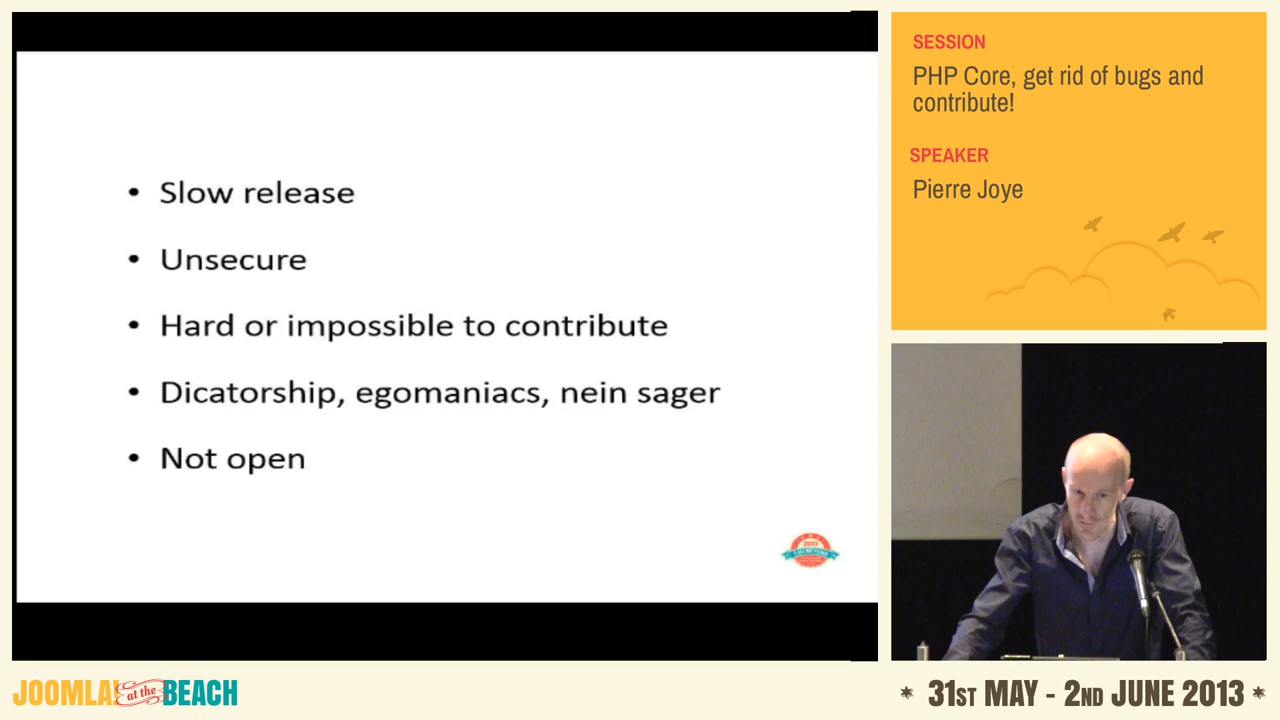 • Slow release
• Unsecure
• Hard or impossible to contribute
• Dicatorship, egomaniacs, nein sager
• Not open
2013
SESSION
PHP Core, get rid of bugs and
contribute!
SPEAKER
Pierre Joye
JOOMLA! at the BEACH
* 31ST MAY - 2ND JUNE 2013 *